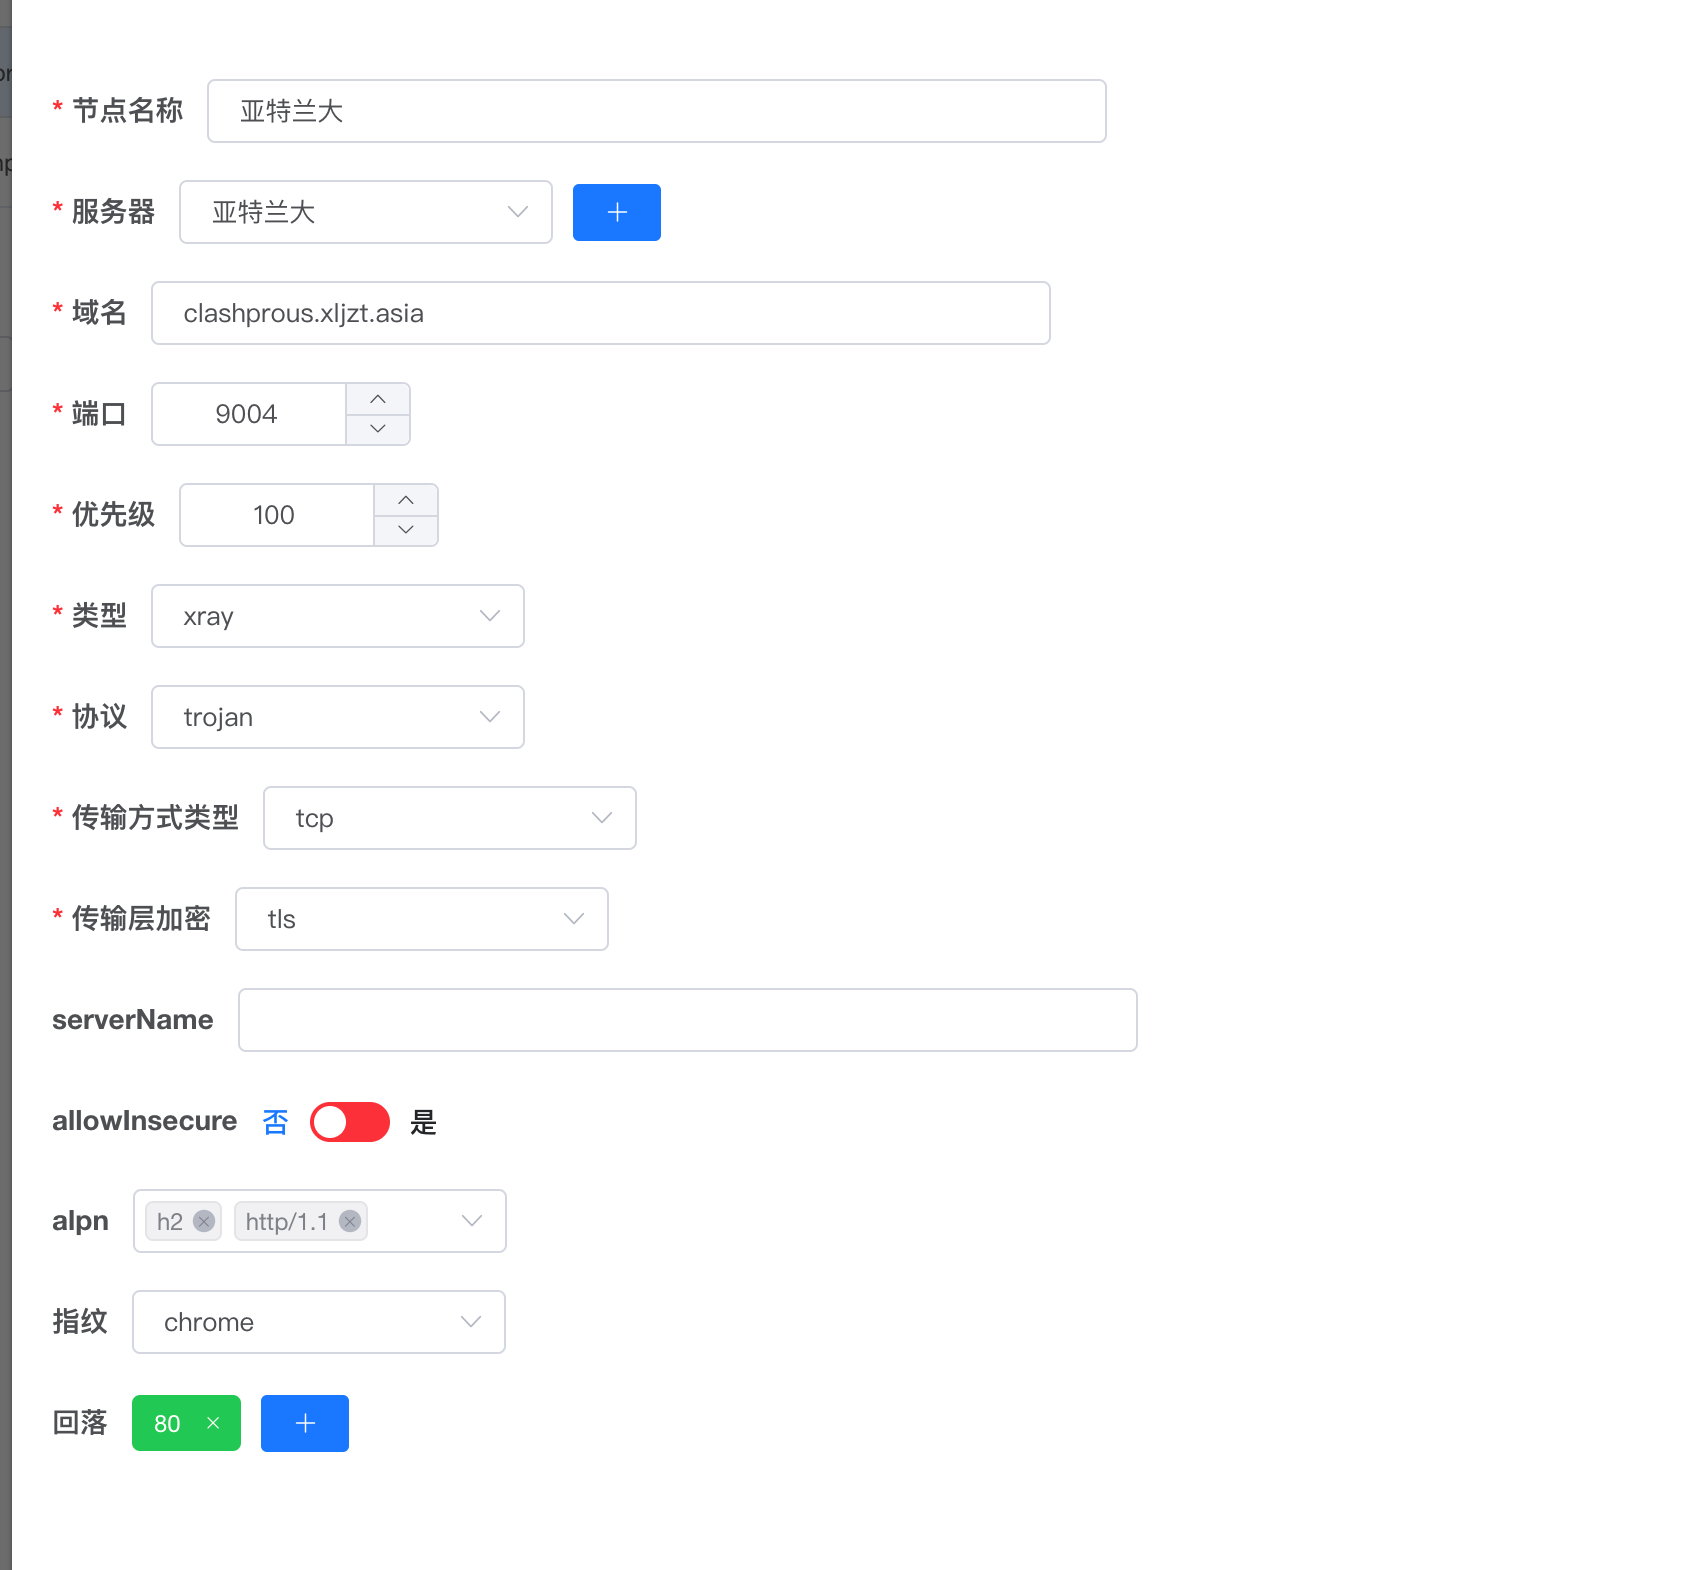 * 节点名称 亚特兰大
* 服务器 亚特兰大
* 域名 clashprous.xljzt.asia
* 端口 9004
* 优先级 100
* 类型 xray
* 协议 trojan
* 传输方式类型 tcp
* 传输层加密 tls
serverName
allowInsecure 否 是
alpn h2 http/1.1
指纹 chrome
回落 80